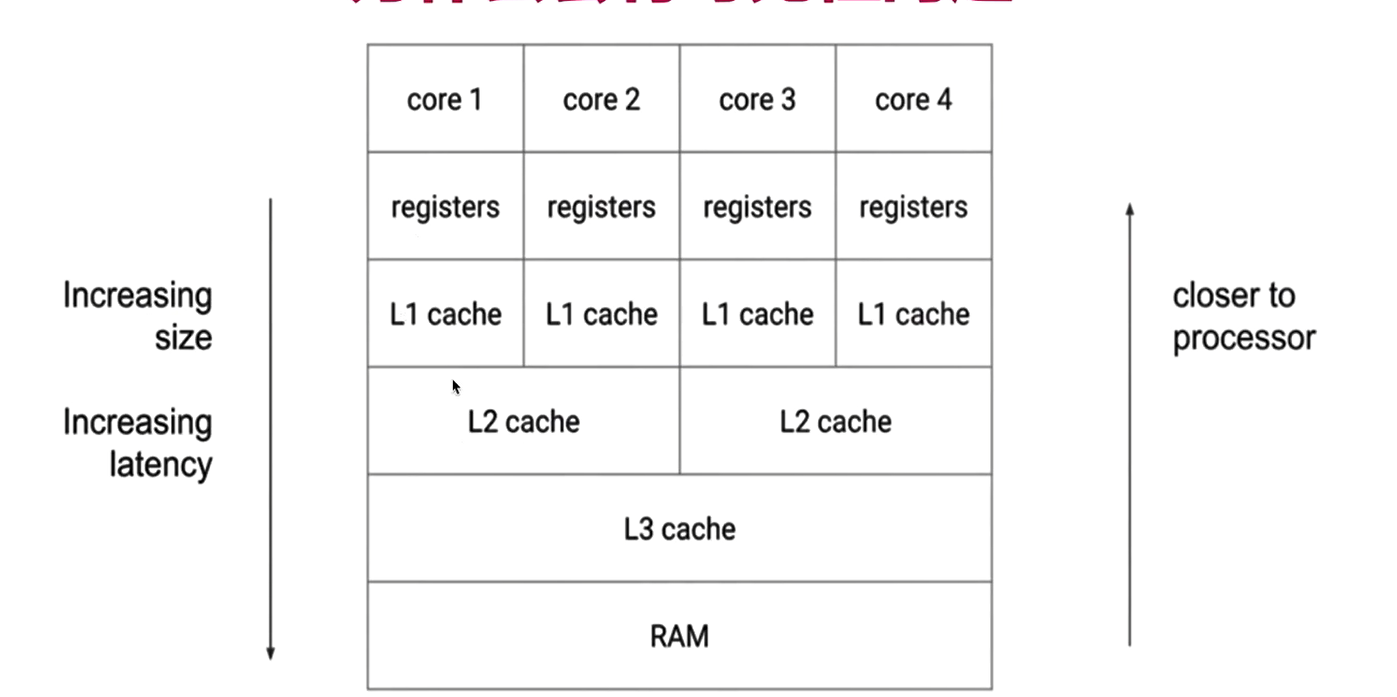 core 1
core 2
core 3
core 4
registers
registers
registers
registers
L1 cache
L1 cache
L1 cache
L1 cache
L2 cache
L2 cache
L3 cache
RAM
Increasing
size
Increasing
latency
closer to
processor